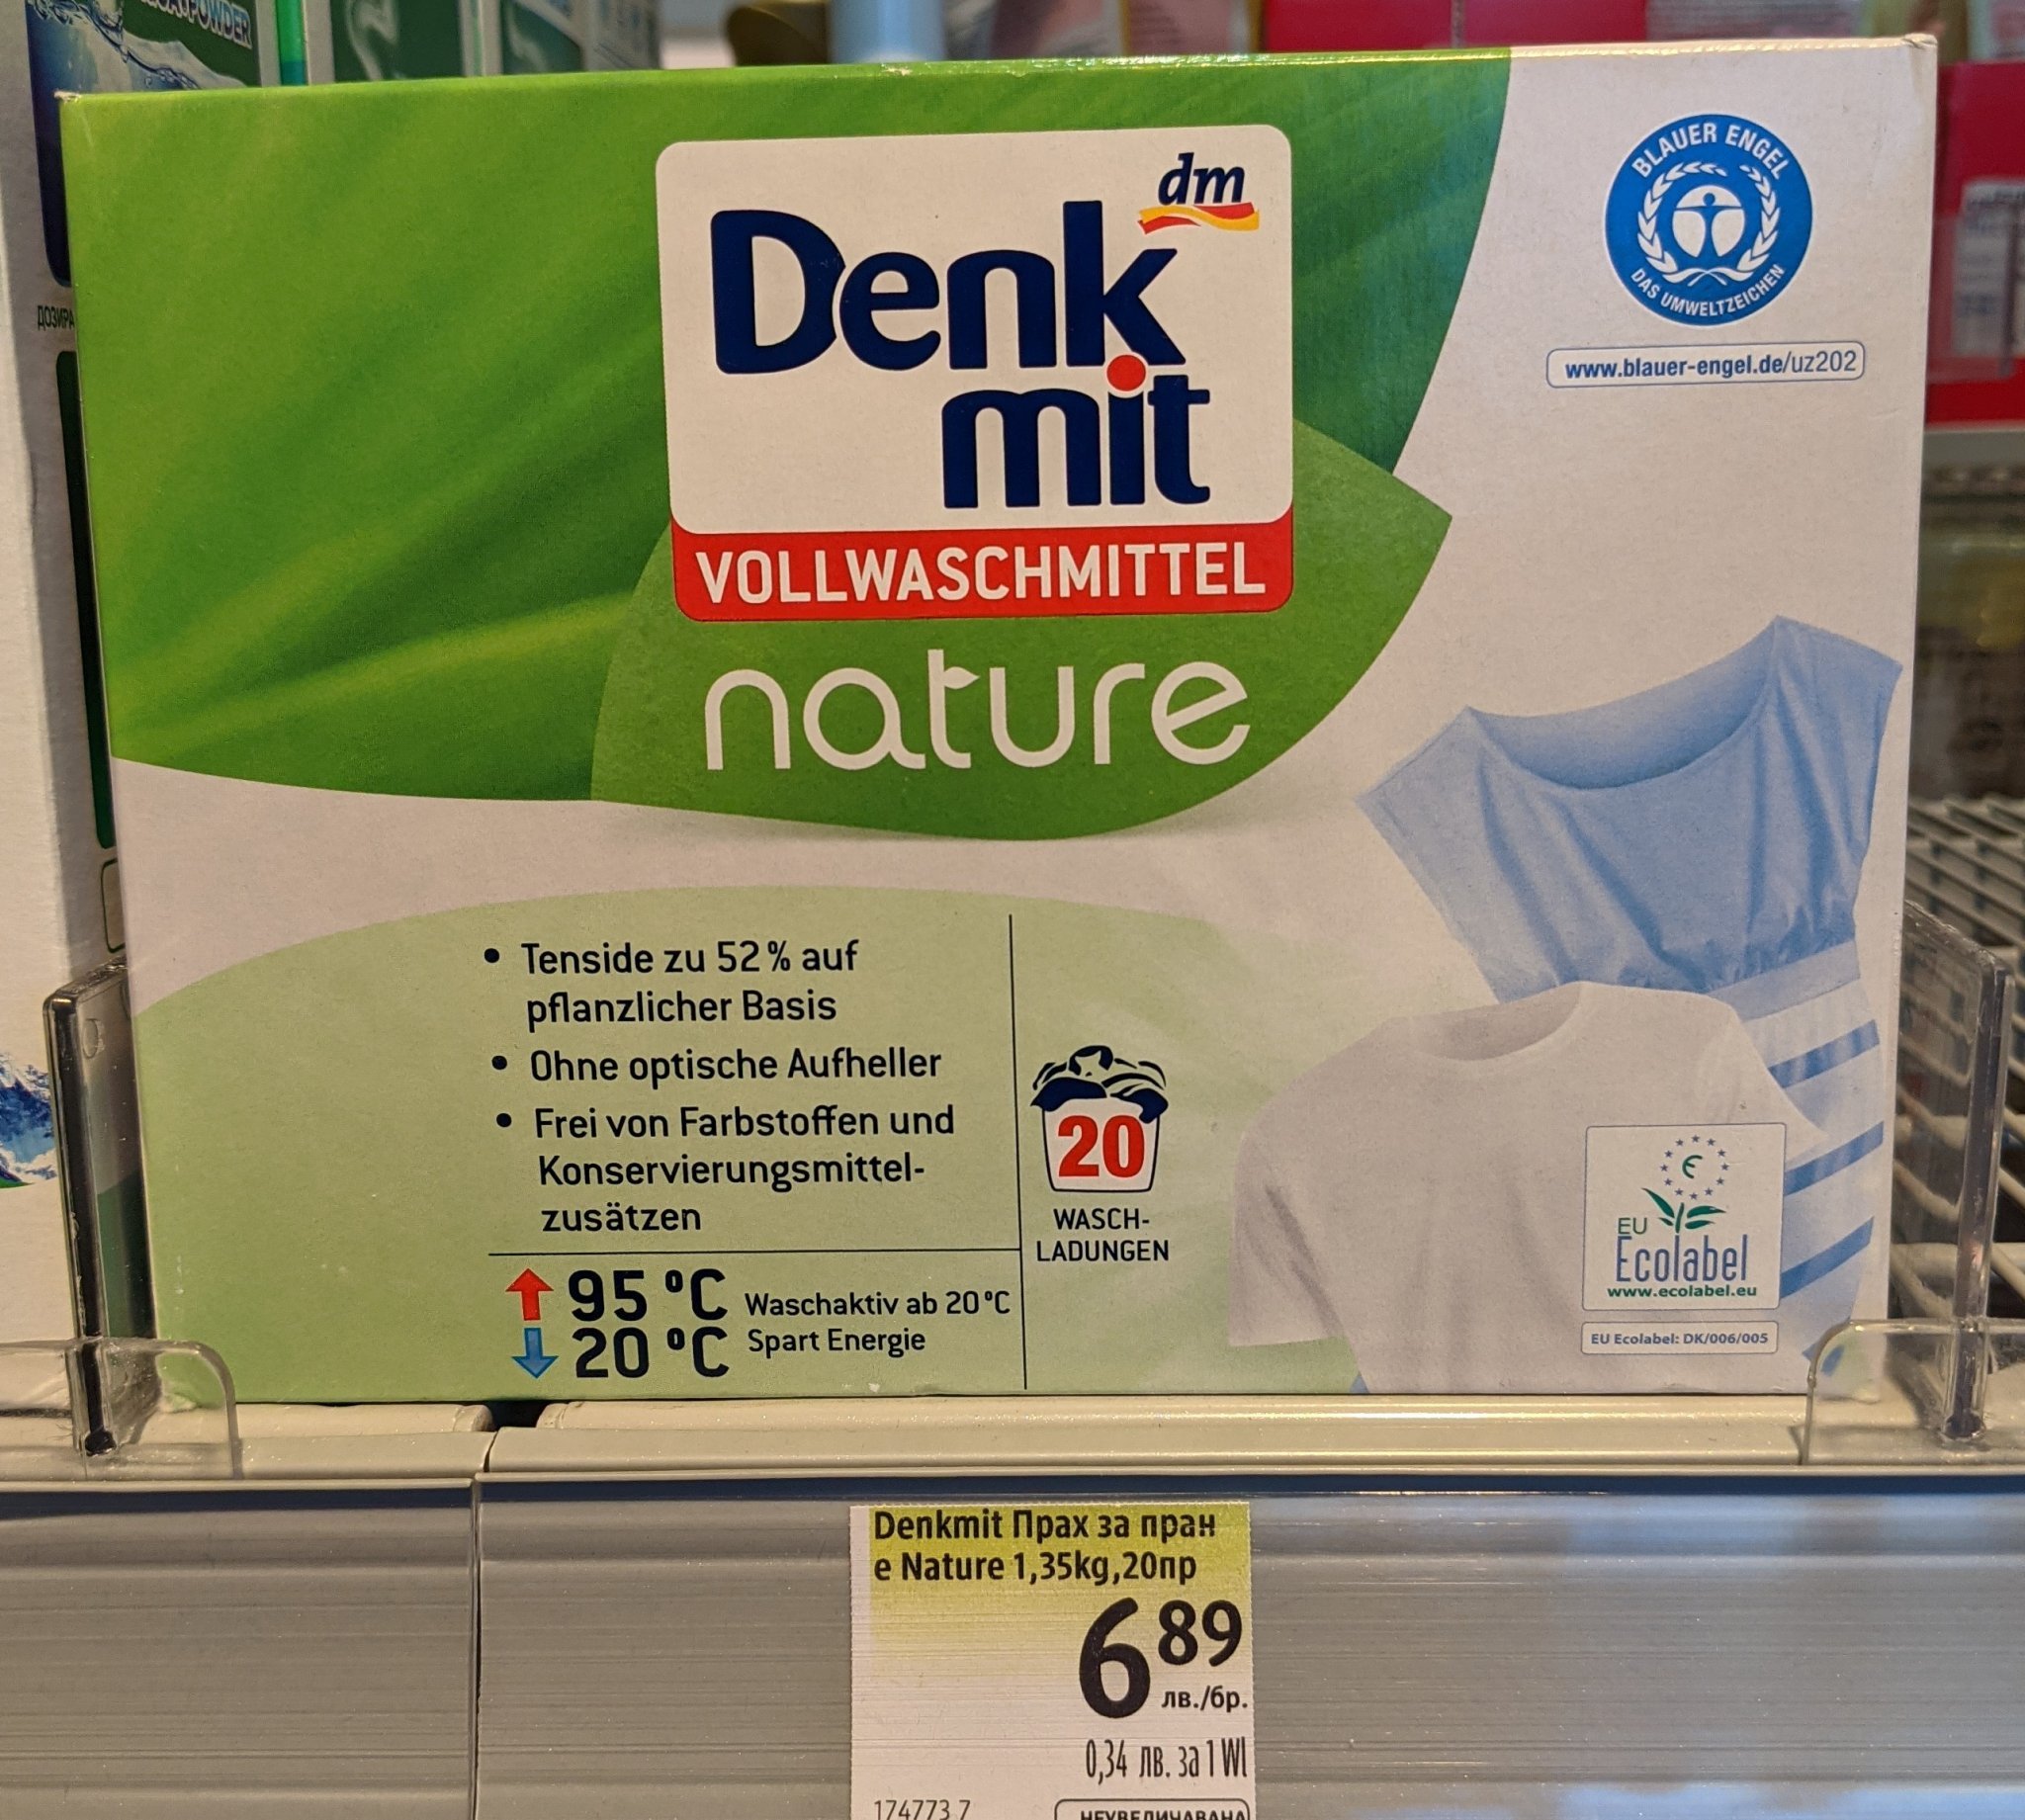 POWDER
ДОЗИРА
dm
Denk
mit
VOLLWASCHMITTEL
nature
BLAUER ENGEL
DAS UMWELTZEICHEN
www.blauer-engel.de/uz202
• Tenside zu 52 % auf
pflanzlicher Basis
• Ohne optische Aufheller
• Frei von Farbstoffen und
Konservierungsmittel-
zusätzen
95 °C
20 °C
Waschaktiv ab 20 °C
Spart Energie
20
WASCH-
LADUNGEN
EU
Ecolabel
www.ecolabel.eu
EU Ecolabel: DK/006/005
Denkmit Прах за пран
е Nature 1,35kg,20пр
6 89
лв./бр.
0,34 лв. за 1 Wl
174773 7
НЕУВЕЛИЧАВАНА